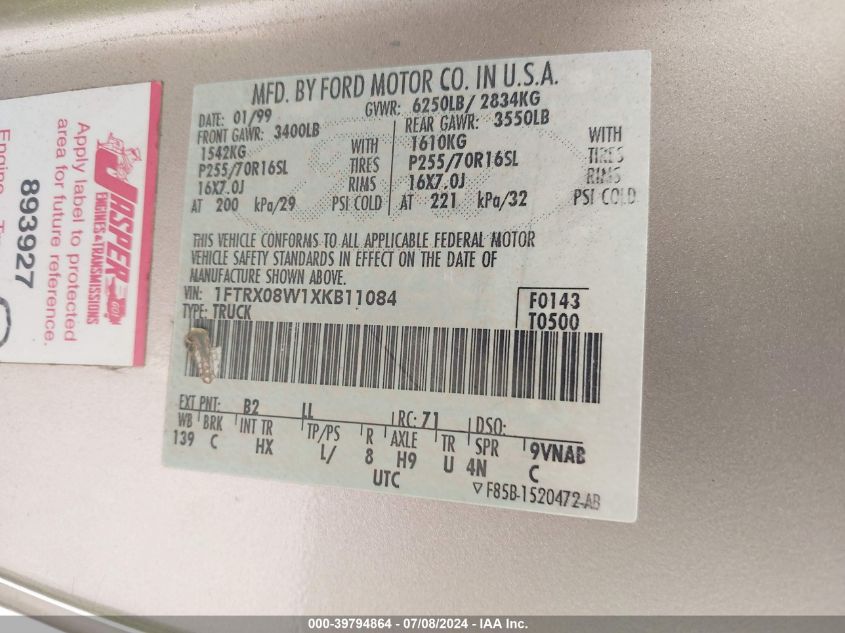 MFD. BY FORD MOTOR CO. IN U.S.A.
DATE: 01/99 GVWR: 6250LB/ 2834KG
FRONT GAWR: 3400LB REAR GAWR: 3550LB
1542KG WITH 1610KG WITH
P255/70R16SL TIRES P255/70R16SL TIRES
16X7.0J RIMS 16X7.0J RIMS
AT 200 kPa/29 PSI COLD AT 221 kPa/32 PSI COLD
THIS VEHICLE CONFORMS TO ALL APPLICABLE FEDERAL MOTOR
VEHICLE SAFETY STANDARDS IN EFFECT ON THE DATE OF
MANUFACTURE SHOWN ABOVE.
VIN: 1FTRX08W1XKB11084 F0143
TYPE: TRUCK T0500
EXT PNT: B2 LL RC: 71 DSO:
WB BRK INT TR TP/PS R AXLE TR SPR 9VNAB
139 C HX L/ 8 H9 U 4N C
UTC
▽F85B-1520472-AB
JASPER
ENGINES & TRANSMISSIONS
Apply label to protected
area for future reference.
893927
Engine
000-39794864 - 07/08/2024 - IAA Inc.